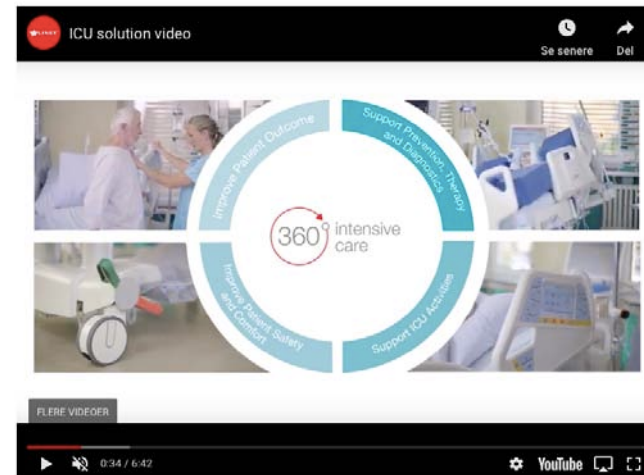 LINET
ICU solution video
Se senere
Del
Improve Patient Outcome
Support Prevention, Therapy
and Diagnostics
360°
intensive
care
Improve Patient Safety
and Comfort
Support ICU Activities
FLERE VIDEOER
0:34 / 6:42
YouTube